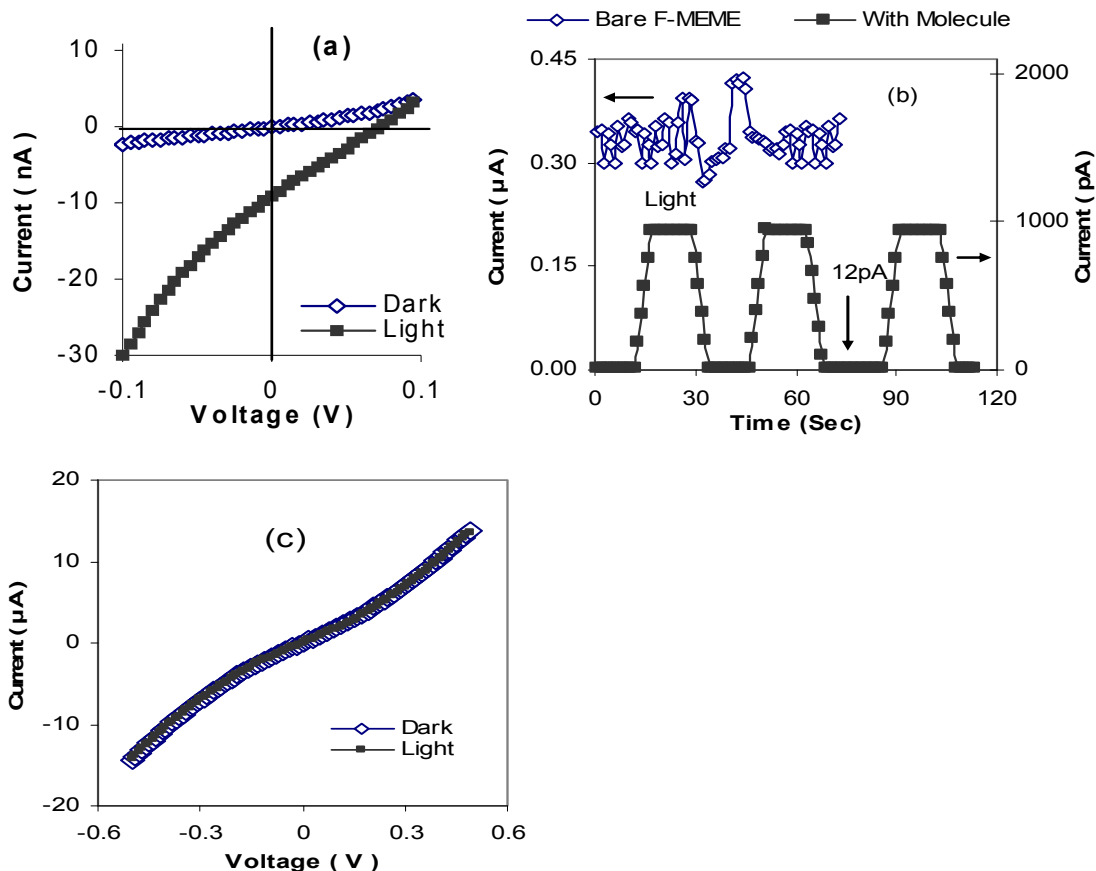 (a)
10
0
-10
-20
-30
Current ( nA)
Dark
Light
-0.1
0
0.1
Voltage (V)
Bare F-MEME
With Molecule
0.45
0.30
0.15
0.00
Current (µA)
(b)
Light
12pA
2000
1000
0
Current (pA)
0
30
60
90
120
Time (Sec)
(c)
20
10
0
-10
-20
Current ( µA)
Dark
Light
-0.6
-0.3
0
0.3
0.6
Voltage ( V )